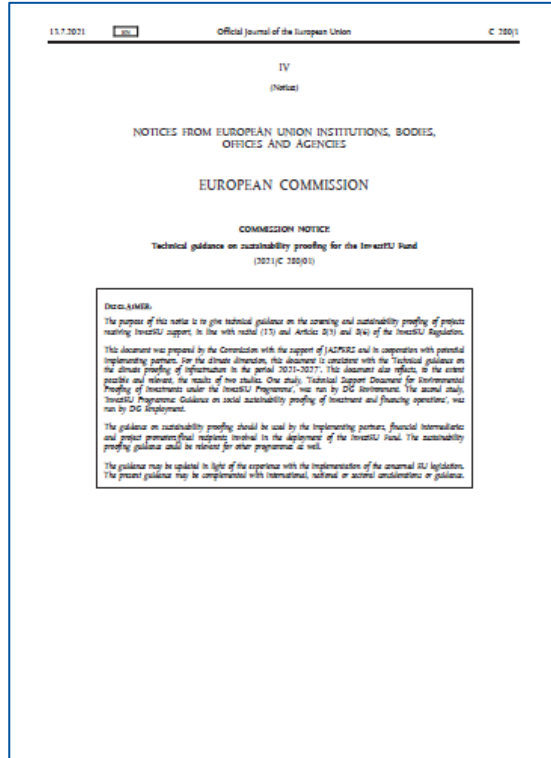 13.7.2021 EN Official Journal of the European Union C 280/1
IV
(Notices)
NOTICES FROM EUROPEAN UNION INSTITUTIONS, BODIES,
OFFICES AND AGENCIES
EUROPEAN COMMISSION
COMMISSION NOTICE
Technical guidance on sustainability proofing for the InvestEU Fund
(2021/C 280/01)
DISCLAIMER:
The purpose of this notice is to give technical guidance on the screening and sustainability proofing of projects
receiving InvestEU support, in line with recital (13) and Articles 8(5) and 8(6) of the InvestEU Regulation.
This document was prepared by the Commission with the support of JASPERS and in cooperation with potential
implementing partners. For the climate dimension, this document is consistent with the 'Technical guidance on
the climate proofing of infrastructure in the period 2021-2027'. This document also reflects, to the extent
possible and relevant, the results of two studies. One study, 'Technical Support Document for Environmental
Proofing of Investments under the InvestEU Programme', was run by DG Environment. The second study,
'InvestEU Programme: Guidance on social sustainability proofing of investment and financing operations', was
run by DG Employment.
The guidance on sustainability proofing should be used by the implementing partners, financial intermediaries
and project promoters/final recipients involved in the deployment of the InvestEU Fund. The sustainability
proofing guidance could be relevant for other programmes as well.
The guidance may be updated in light of the experience with the implementation of the concerned EU legislation.
The present guidance may be complemented with international, national or sectoral considerations or guidance.